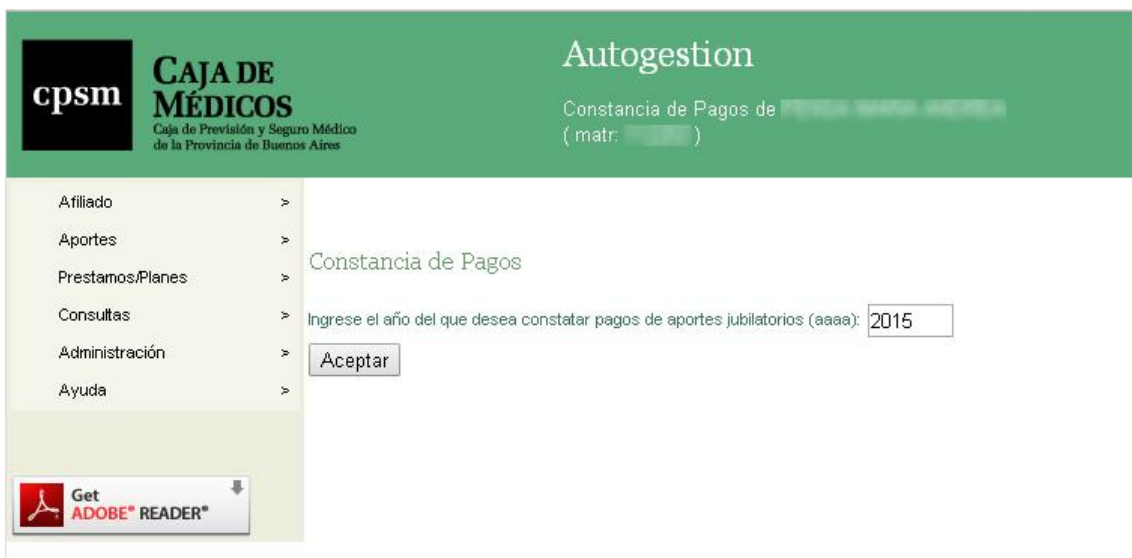 cpsm
CAJA DE
MÉDICOS
Caja de Previsión y Seguro Médico
de la Provincia de Buenos Aires
Autogestion
Constancia de Pagos de
( matr: )
Afiliado >
Aportes >
Prestamos/Planes >
Consultas >
Administración >
Ayuda >
Constancia de Pagos
Ingrese el año del que desea constatar pagos de aportes jubilatorios (aaaa): 2015
Aceptar
Get
ADOBE® READER®